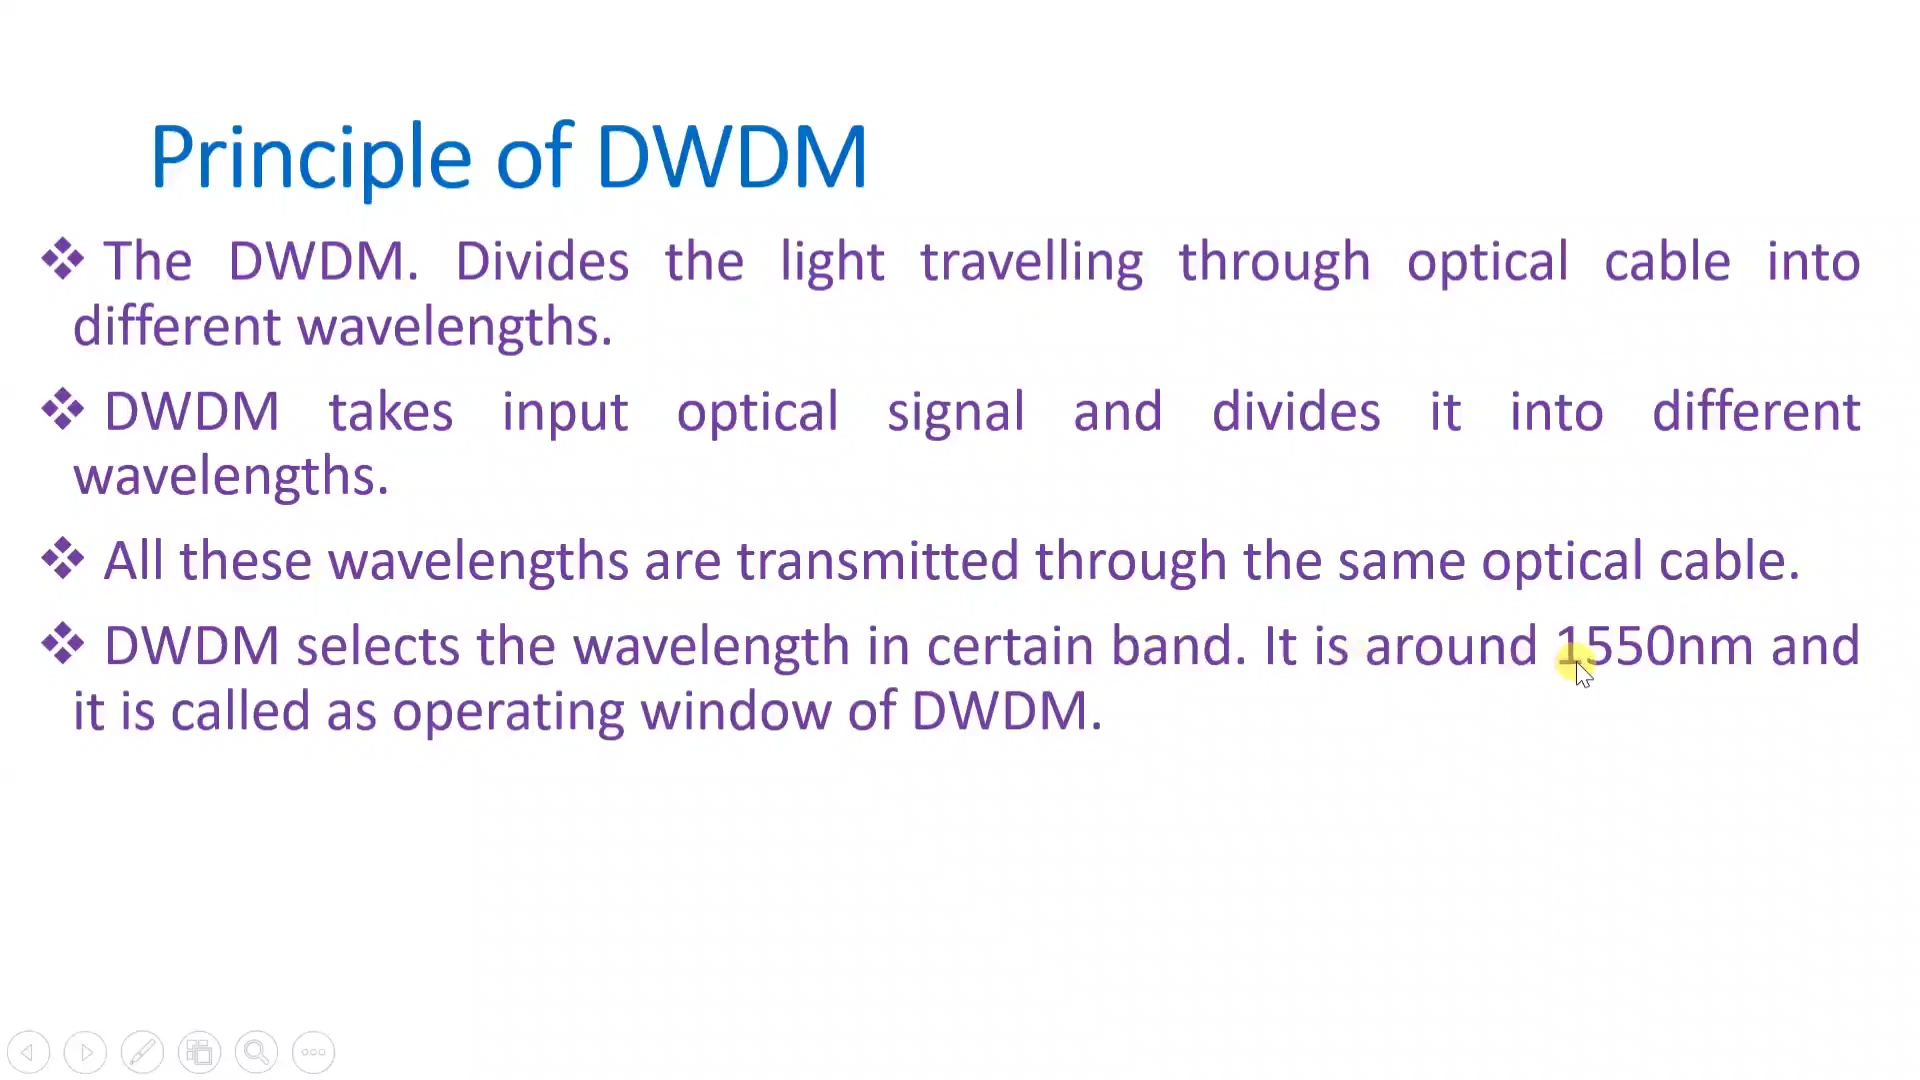 Principle of DWDM
❖ The DWDM. Divides the light travelling through optical cable into
different wavelengths.
❖ DWDM takes input optical signal and divides it into different
wavelengths.
❖ All these wavelengths are transmitted through the same optical cable.
❖ DWDM selects the wavelength in certain band. It is around 1550nm and
it is called as operating window of DWDM.